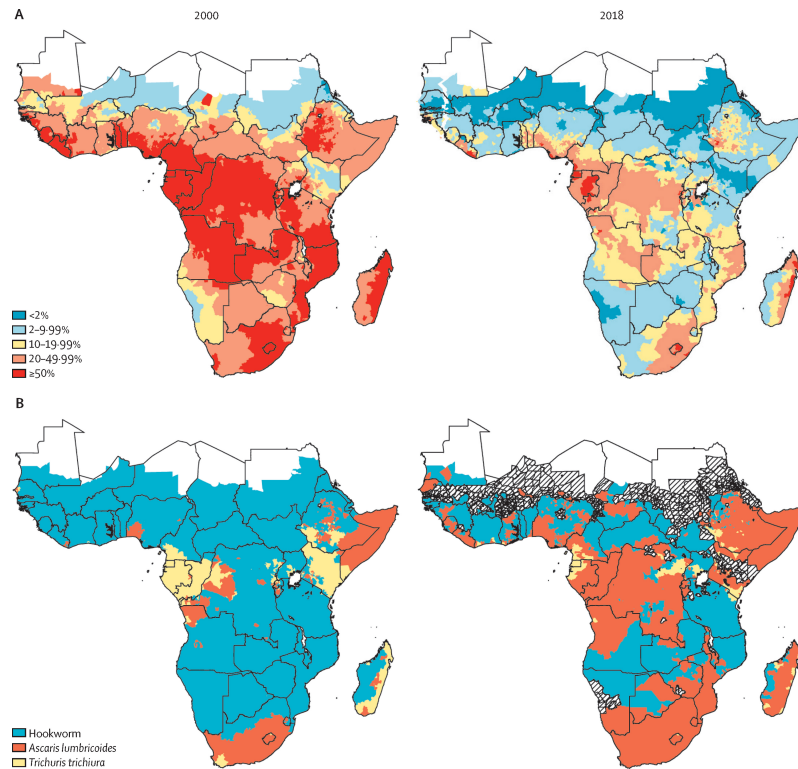 A
2000
2018
<2%
2–9·99%
10–19·99%
20–49·99%
≥50%
B
Hookworm
Ascaris lumbricoides
Trichuris trichiura